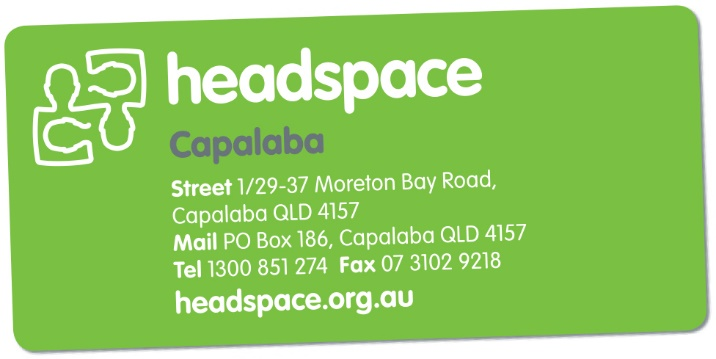 headspace
Capalaba
Street 1/29-37 Moreton Bay Road,
Capalaba QLD 4157
Mail PO Box 186, Capalaba QLD 4157
Tel 1300 851 274 Fax 07 3102 9218
headspace.org.au